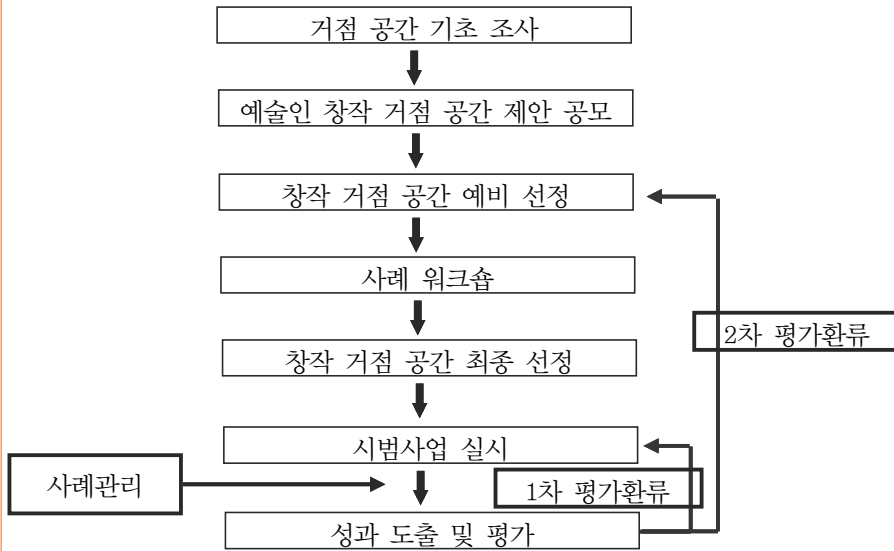 거점 공간 기초 조사
예술인 창작 거점 공간 제안 공모
창작 거점 공간 예비 선정
사례 워크숍
2차 평가환류
창작 거점 공간 최종 선정
시범사업 실시
사례관리
1차 평가환류
성과 도출 및 평가